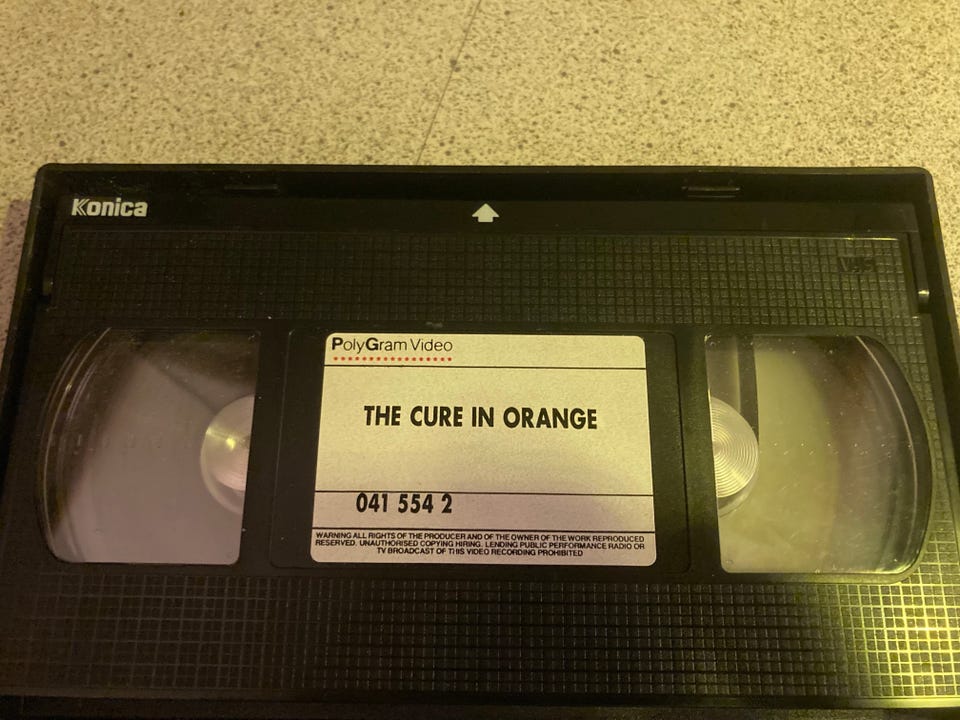 Konica
VHS
PolyGram Video
THE CURE IN ORANGE
041 554 2
WARNING ALL RIGHTS OF THE PRODUCER AND OF THE OWNER OF THE WORK REPRODUCED
RESERVED. UNAUTHORISED COPYING HIRING. LENDING PUBLIC PERFORMANCE RADIO OR
TV BROADCAST OF THIS VIDEO RECORDING PROHIBITED